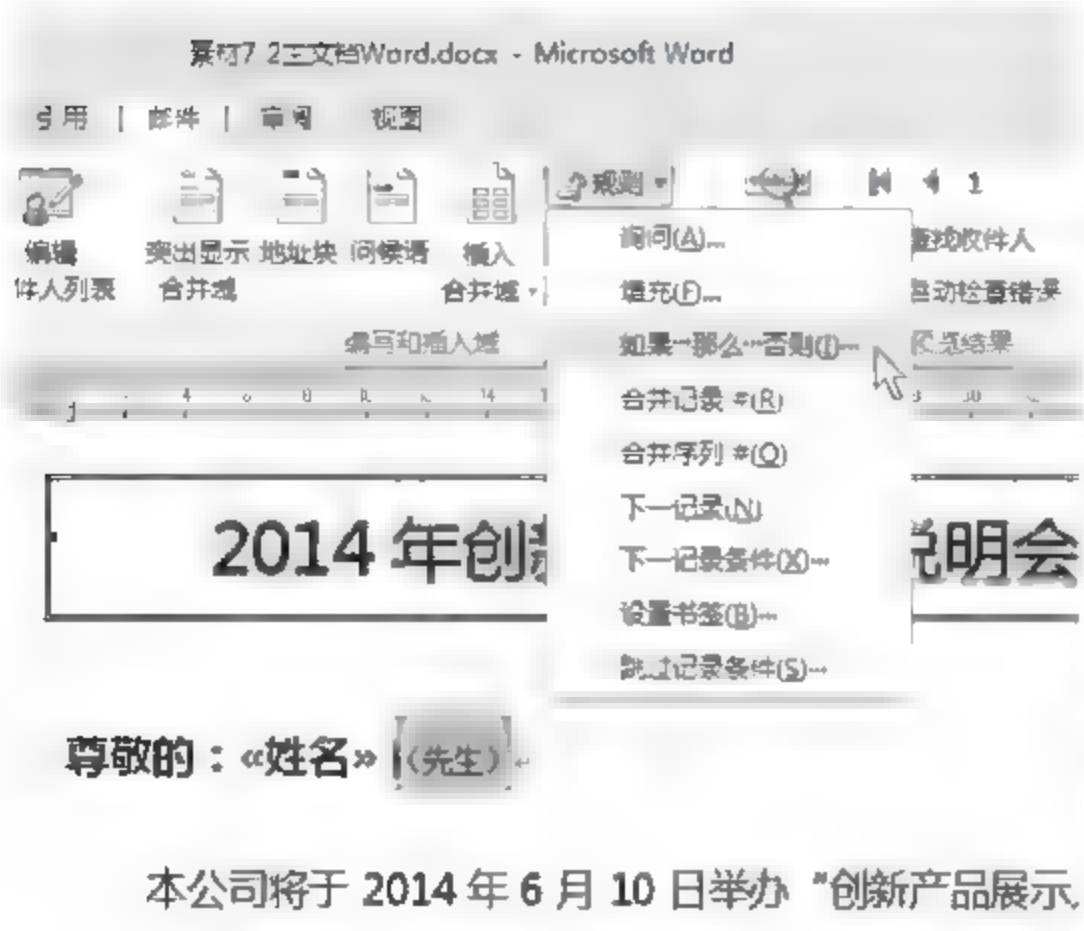 素材7 2主文档Word.docx - Microsoft Word
引用 邮件 审阅 视图
规则 1
编辑 突出显示 地址块 问候语 插入 询问(A)... 查找收件人
件人列表 合并域 合并域 填充(F)... 自动检查错误
编写和插入域 如果…那么…否则(I)… 预览结果
合并记录 #(R)
合并序列 #(Q)
下一记录(N)
2014 年创新 说明会
下一记录条件(X)…
设置书签(B)…
跳过记录条件(S)…
尊敬的：«姓名» （先生）
本公司将于 2014 年 6 月 10 日举办“创新产品展示